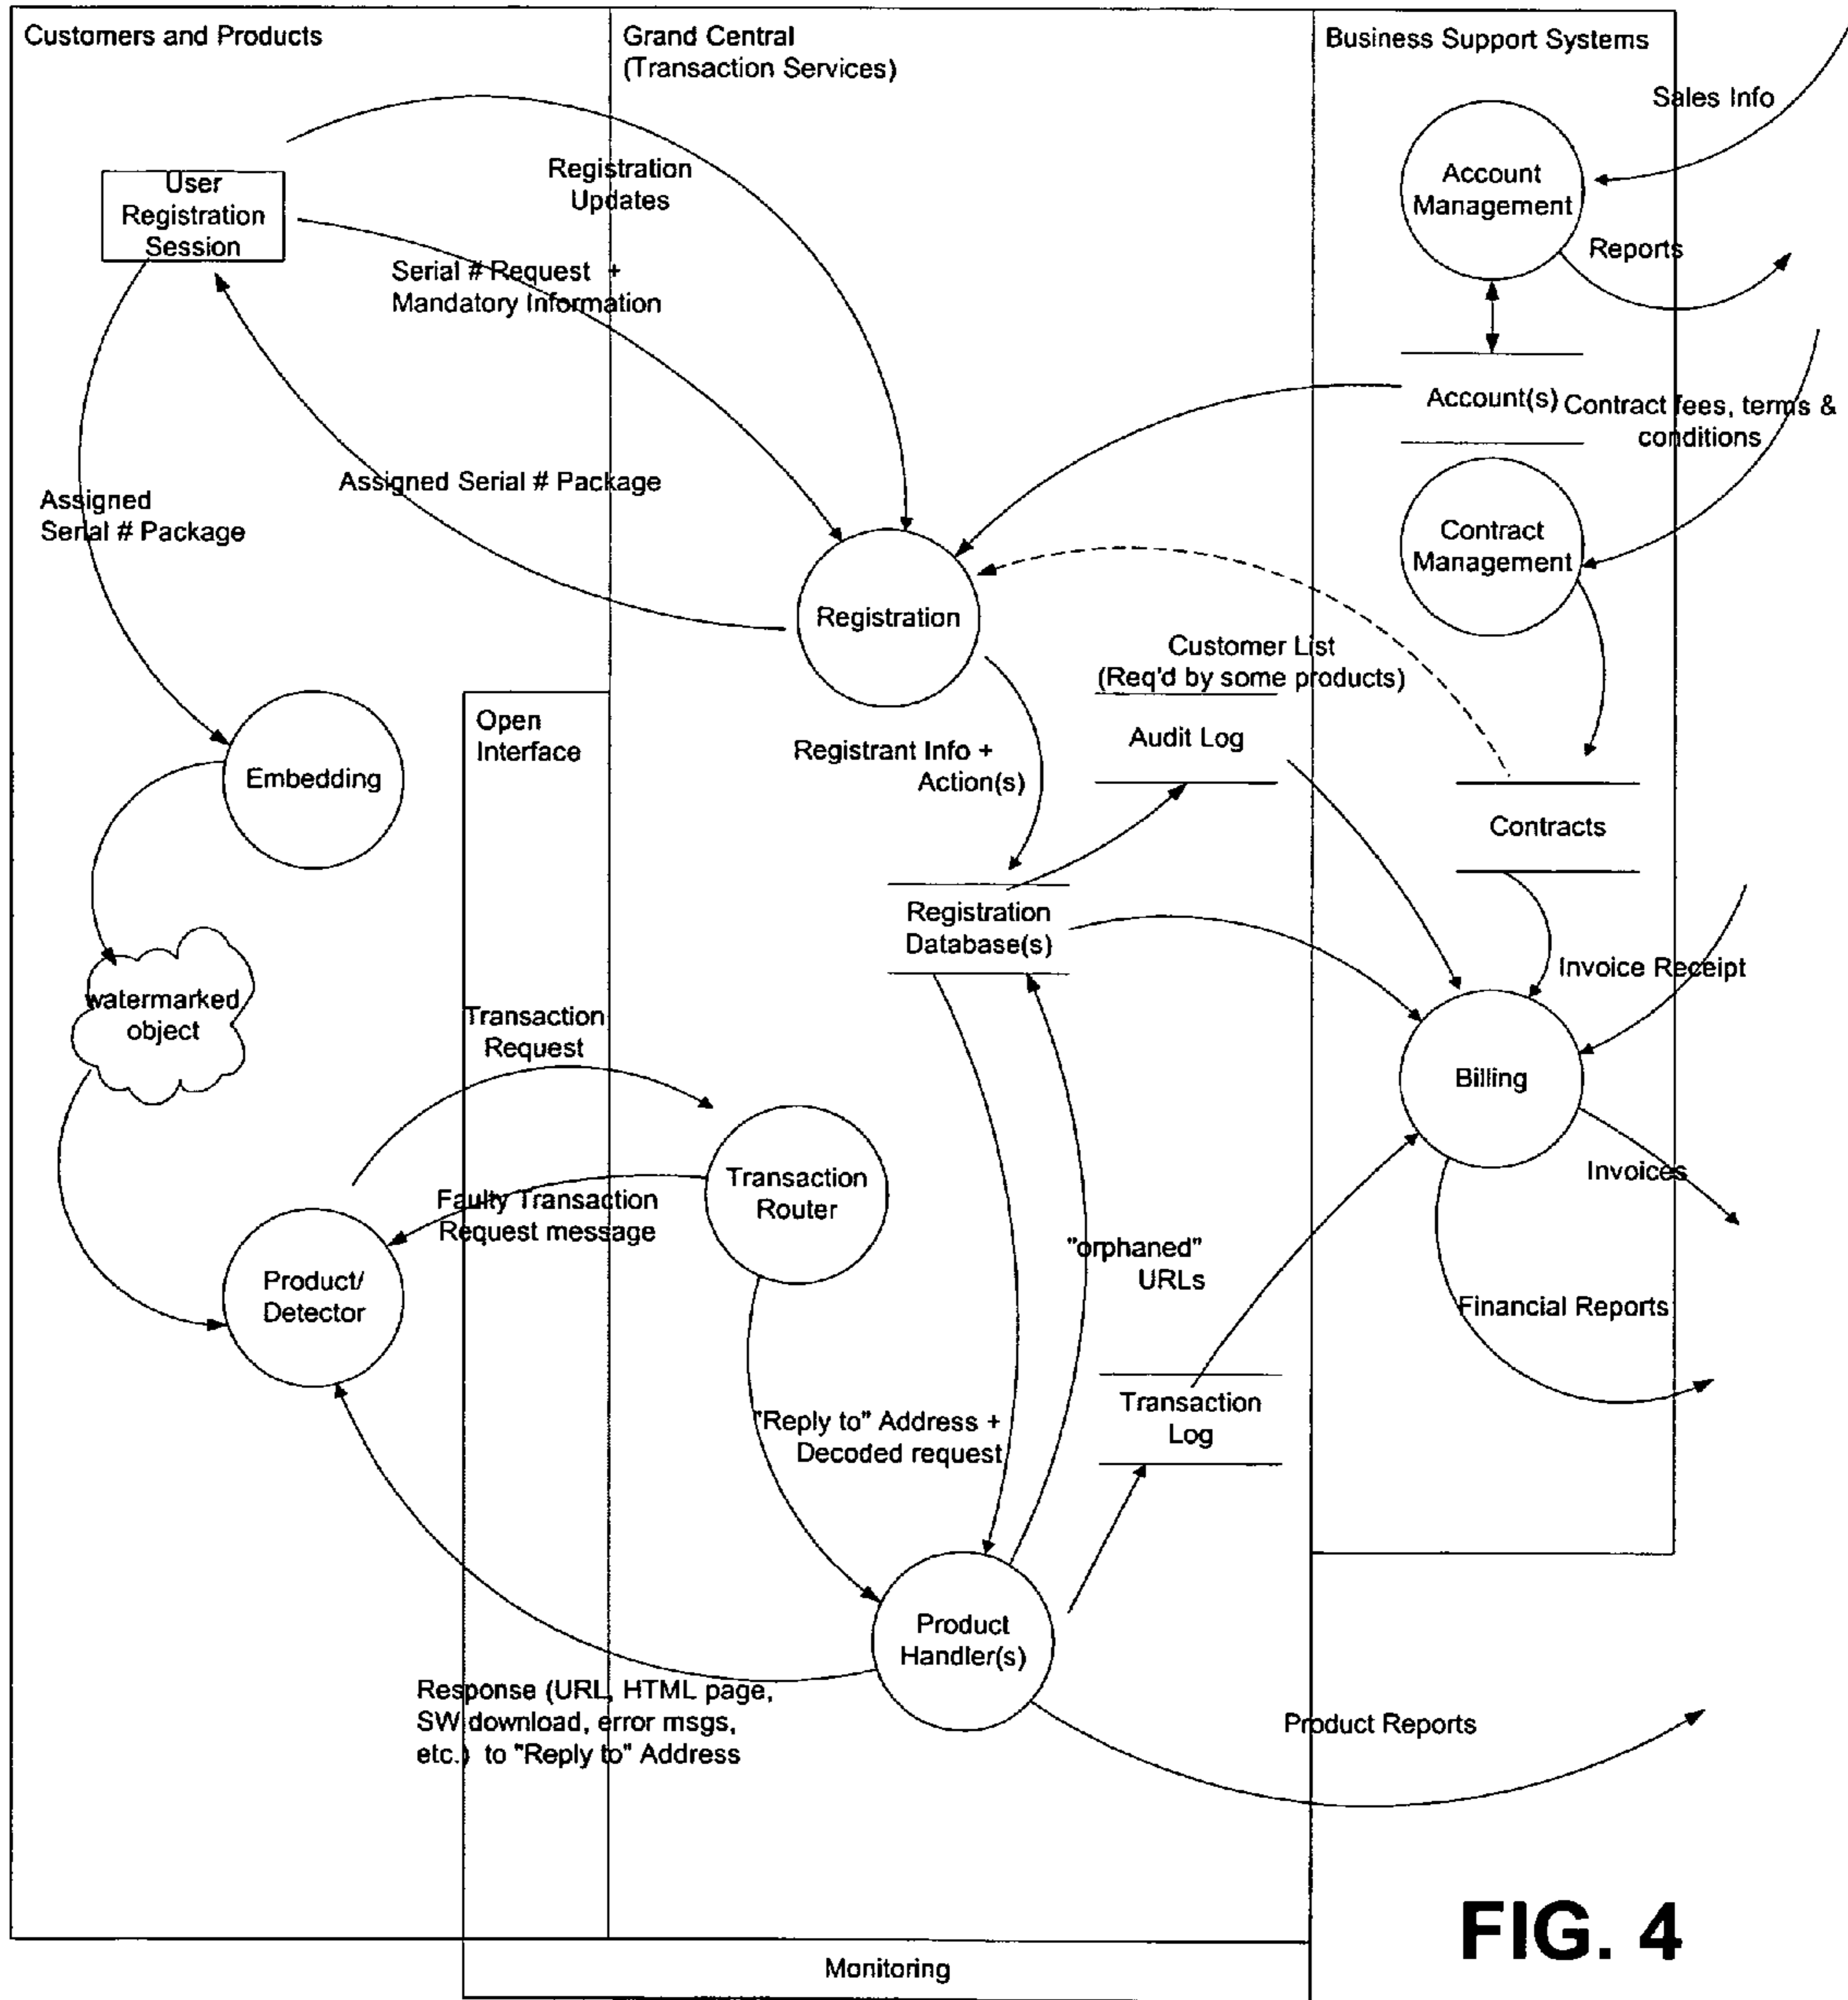 Customers and Products
Grand Central
(Transaction Services)
Business Support Systems
Sales Info
User
Registration
Session
Registration
Updates
Account
Management
Reports
Serial # Request +
Mandatory Information
Account(s)
Contract fees, terms &
conditions
Assigned Serial # Package
Assigned
Serial # Package
Contract
Management
Registration
Customer List
(Req'd by some products)
Open
Interface
Audit Log
Registrant Info +
Action(s)
Embedding
Contracts
Registration
Database(s)
Invoice Receipt
watermarked
object
Transaction
Request
Billing
Transaction
Router
Invoices
Faulty Transaction
Request message
"orphaned"
URLs
Product/
Detector
Financial Reports
Transaction
Log
"Reply to" Address +
Decoded request
Product
Handler(s)
Response (URL, HTML page,
SW download, error msgs,
etc.) to "Reply to" Address
Product Reports
FIG. 4
Monitoring